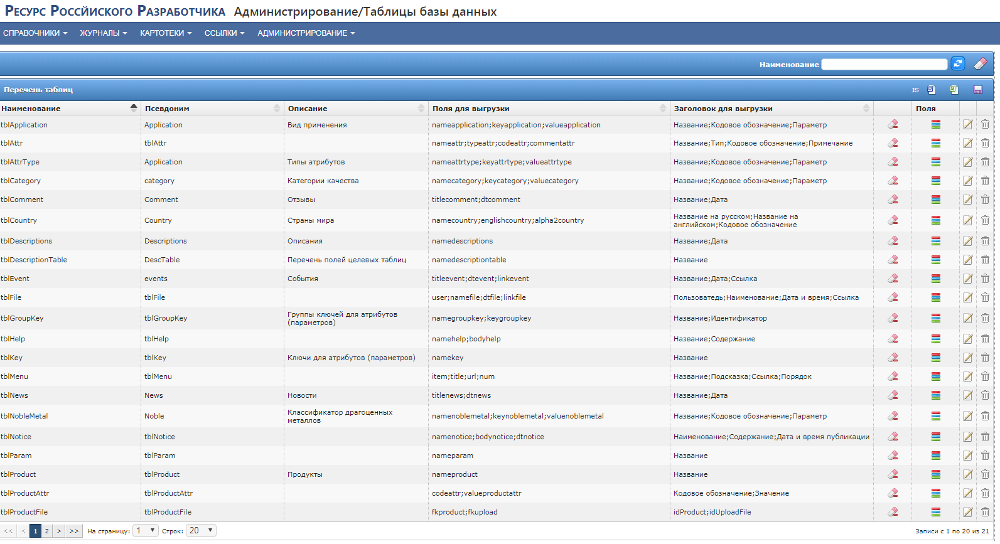 Ресурс Россйиского Разработчика Администрирование/Таблицы базы данных
СПРАВОЧНИКИ ЖУРНАЛЫ КАРТОТЕКИ ССЫЛКИ АДМИНИСТРИРОВАНИЕ
Наименование
Перечень таблиц JS
Наименование Псевдоним Описание Поля для выгрузки Заголовок для выгрузки Поля
tblApplication Application Вид применения nameapplication;keyapplication;valueapplication Название;Кодовое обозначение;Параметр
tblAttr tblAttr nameattr;typeattr;codeattr;commentattr Название;Тип;Кодовое обозначение;Примечание
tblAttrType Application Типы атрибутов nameattrtype;keyattrtype;valueattrtype Название;Кодовое обозначение;Параметр
tblCategory category Категории качества namecategory;keycategory;valuecategory Название;Кодовое обозначение;Параметр
tblComment Comment Отзывы titlecomment;dtcomment Название;Дата
tblCountry Country Страны мира namecountry;englishcountry;alpha2country Название на русском;Название на
английском;Кодовое обозначение
tblDescriptions Descriptions Описания namedescriptions Название;Дата
tblDescriptionTable DescTable Перечень полей целевых таблиц namedescriptiontable Название
tblEvent events События titleevent;dtevent;linkevent Название;Дата;Ссылка
tblFile tblFile user;namefile;dtfile;linkfile Пользоватедь;Наименование;Дата и время;Ссылка
tblGroupKey tblGroupKey Группы ключей для атрибутов
(параметров) namegroupkey;keygroupkey Название;Идентификатор
tblHelp tblHelp namehelp;bodyhelp Название;Содержание
tblKey tblKey Ключи для атрибутов (параметров) namekey Название
tblMenu tblMenu item;title;url;num Название;Подсказка;Ссылка;Порядок
tblNews News Новости titlenews;dtnews Название;Дата
tblNobleMetal Noble Классификатор драгоценных
металлов namenoblemetal;keynoblemetal;valuenoblemetal Название;Кодовое обозначение;Параметр
tblNotice tblNotice namenotice;bodynotice;dtnotice Наименование;Содержание;Дата и время публикации
tblParam tblParam nameparam Название
tblProduct tblProduct Продукты nameproduct Название
tblProductAttr tblProductAttr codeattr;valueproductattr Кодовое обозначение;Значение
tblProductFile tblProductFile fkproduct;fkupload idProduct;idUploadFile
<< < 1 2 > >> На страницу: 1 Строк: 20 Записи с 1 по 20 из 21